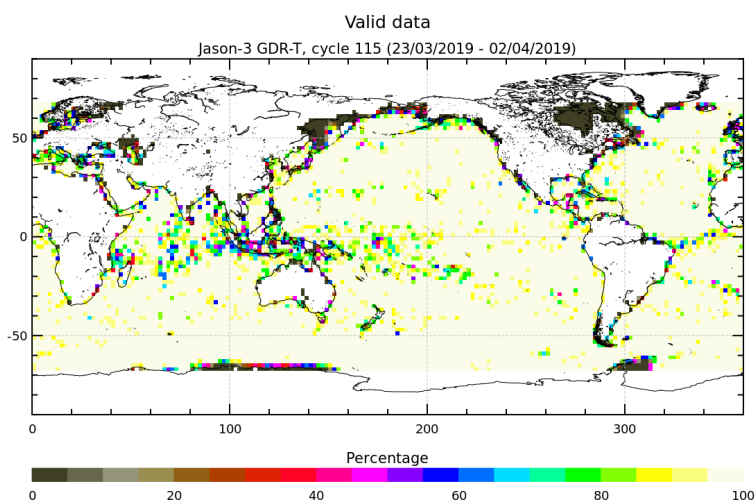 Valid data
Jason-3 GDR-T, cycle 115 (23/03/2019 - 02/04/2019)
50
0
-50
0 100 200 300
Percentage
0 20 40 60 80 100